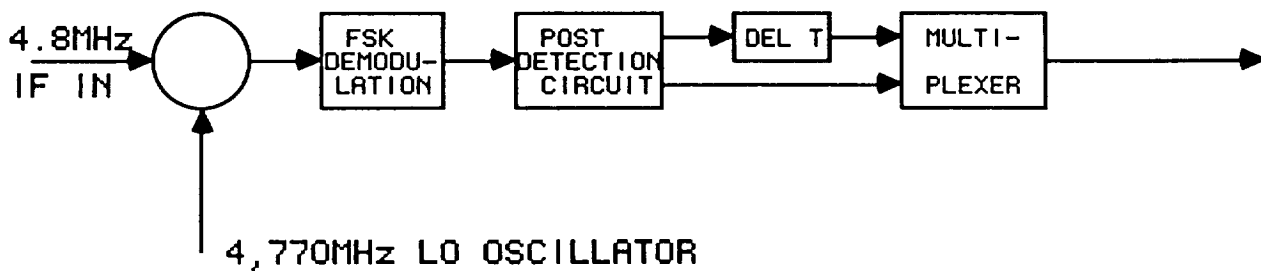 4.8MHz
IF IN
FSK
DEMODU-
LATION
POST
DETECTION
CIRCUIT
DEL T
MULTI-
PLEXER
4,770MHz LO OSCILLATOR